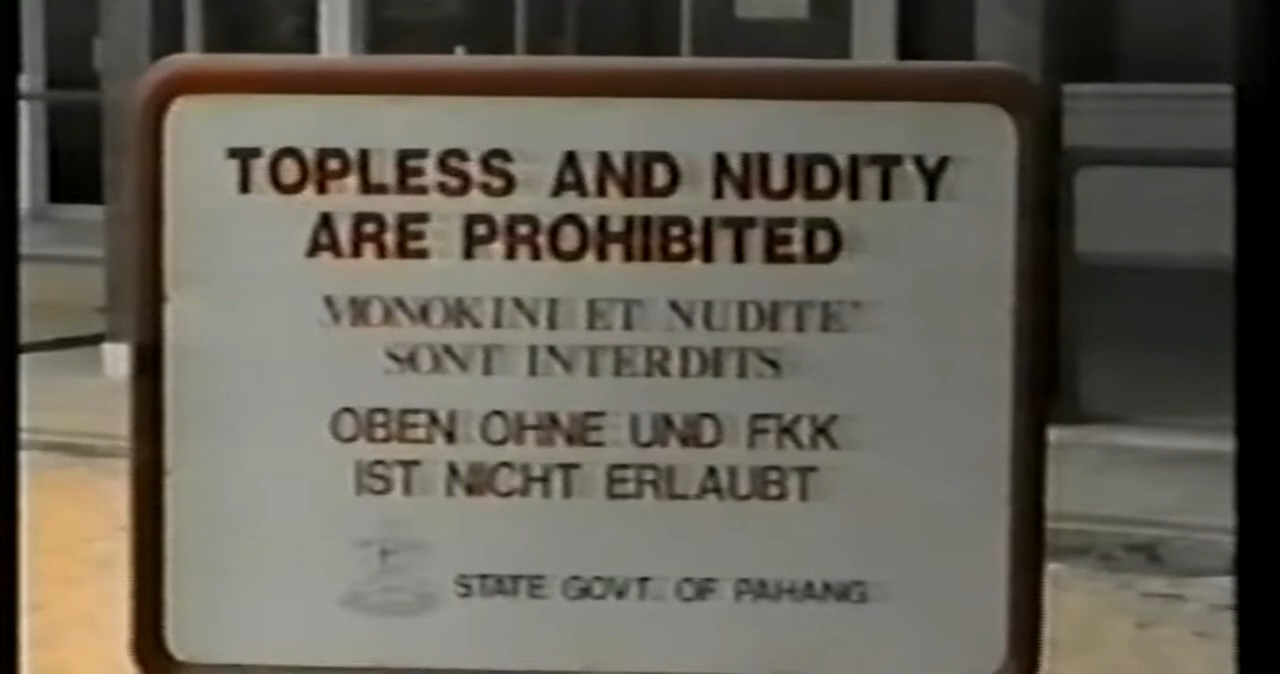 TOPLESS AND NUDITY
ARE PROHIBITED
MONOKINI ET NUDITE'
SONT INTERDITS
OBEN OHNE UND FKK
IST NICHT ERLAUBT
STATE GOVT. OF PAHANG